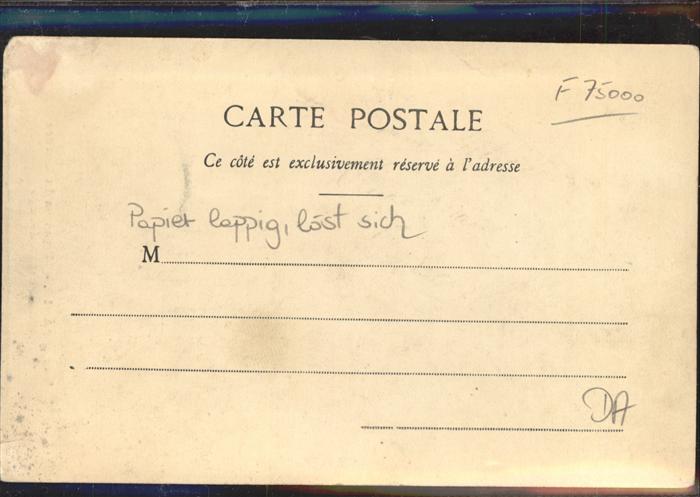 F 75000
CARTE POSTALE
Ce côté est exclusivement réservé à l'adresse
Papier lappig, löst sich
M
DA